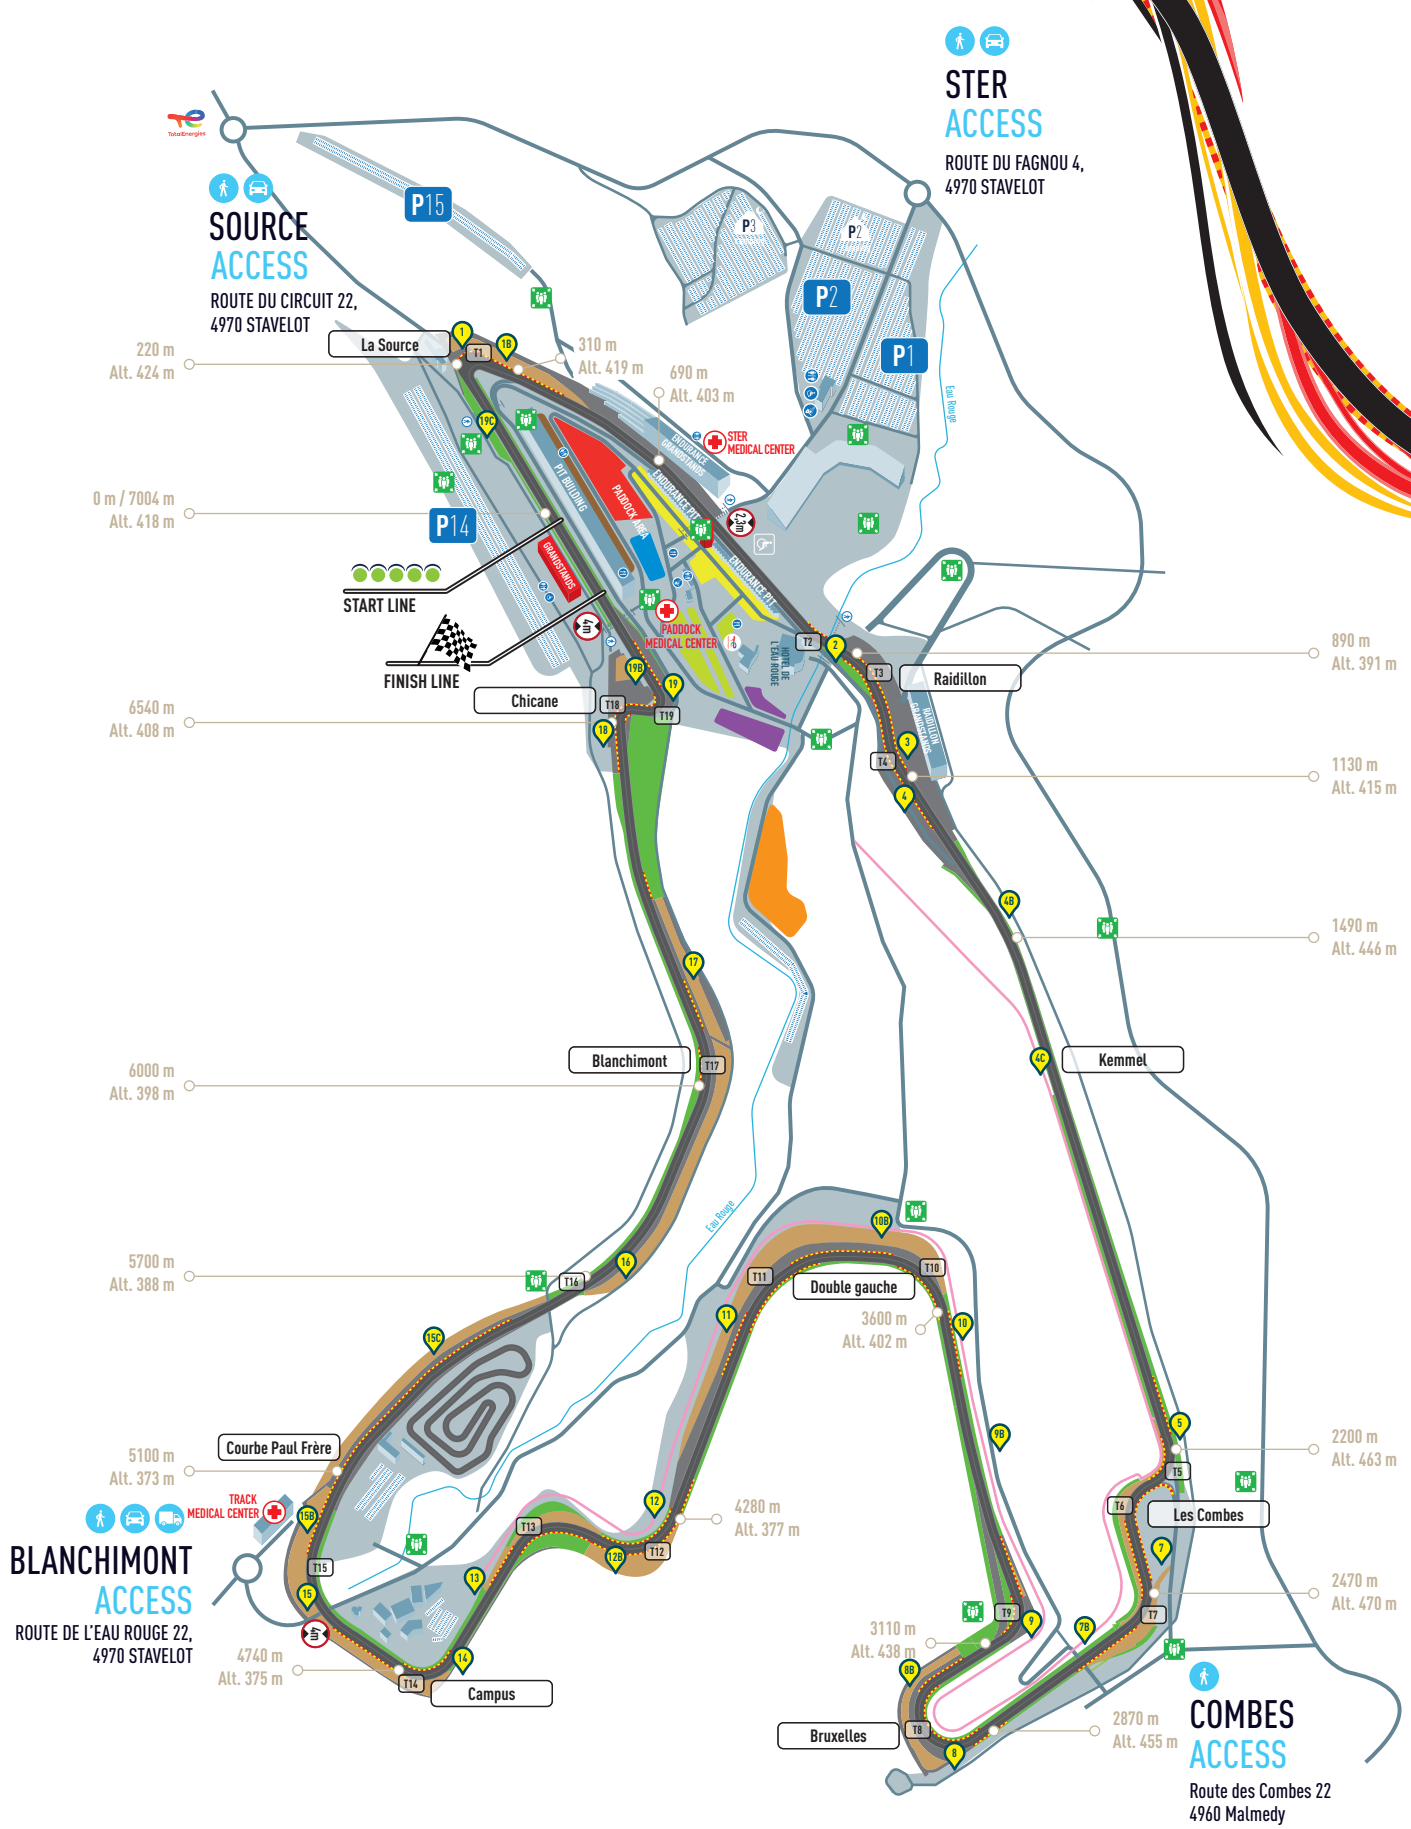 STER
ACCESS
ROUTE DU FAGNOU 4,
4970 STAVELOT
TotalEnergies
SOURCE
ACCESS
ROUTE DU CIRCUIT 22,
4970 STAVELOT
P15
P3
P2
P2
P1
Eau Rouge
La Source
1
T1
1B
220 m
Alt. 424 m
310 m
Alt. 419 m
690 m
Alt. 403 m
19C
STER
MEDICAL CENTER
ENDURANCE
GRANDSTANDS
PIT BUILDING
PADDOCK AREA
ENDURANCE PIT
ENDURANCE PIT
2.3m
0 m / 7004 m
Alt. 418 m
P14
GRANDSTANDS
START LINE
4m
FINISH LINE
PADDOCK
MEDICAL CENTER
HOTEL DE
L'EAU ROUGE
T2
2
T3
Raidillon
RAIDILLON
GRANDSTANDS
890 m
Alt. 391 m
19B
19
Chicane
T18
T19
18
6540 m
Alt. 408 m
3
T4
4
1130 m
Alt. 415 m
4B
1490 m
Alt. 446 m
17
Blanchimont
T17
4C
Kemmel
6000 m
Alt. 398 m
Eau Rouge
10B
16
T16
5700 m
Alt. 388 m
T11
T10
Double gauche
11
10
3600 m
Alt. 402 m
15C
5
9B
Courbe Paul Frère
5100 m
Alt. 373 m
2200 m
Alt. 463 m
T5
T6
Les Combes
TRACK
MEDICAL CENTER
15B
12
T13
4280 m
Alt. 377 m
BLANCHIMONT
ACCESS
ROUTE DE L'EAU ROUGE 22,
4970 STAVELOT
T12
12B
7
T15
13
15
2470 m
Alt. 470 m
T9
9
T7
7B
4m
4740 m
Alt. 375 m
14
T14
Campus
3110 m
Alt. 438 m
8B
Bruxelles
T8
8
2870 m
Alt. 455 m
COMBES
ACCESS
Route des Combes 22
4960 Malmedy